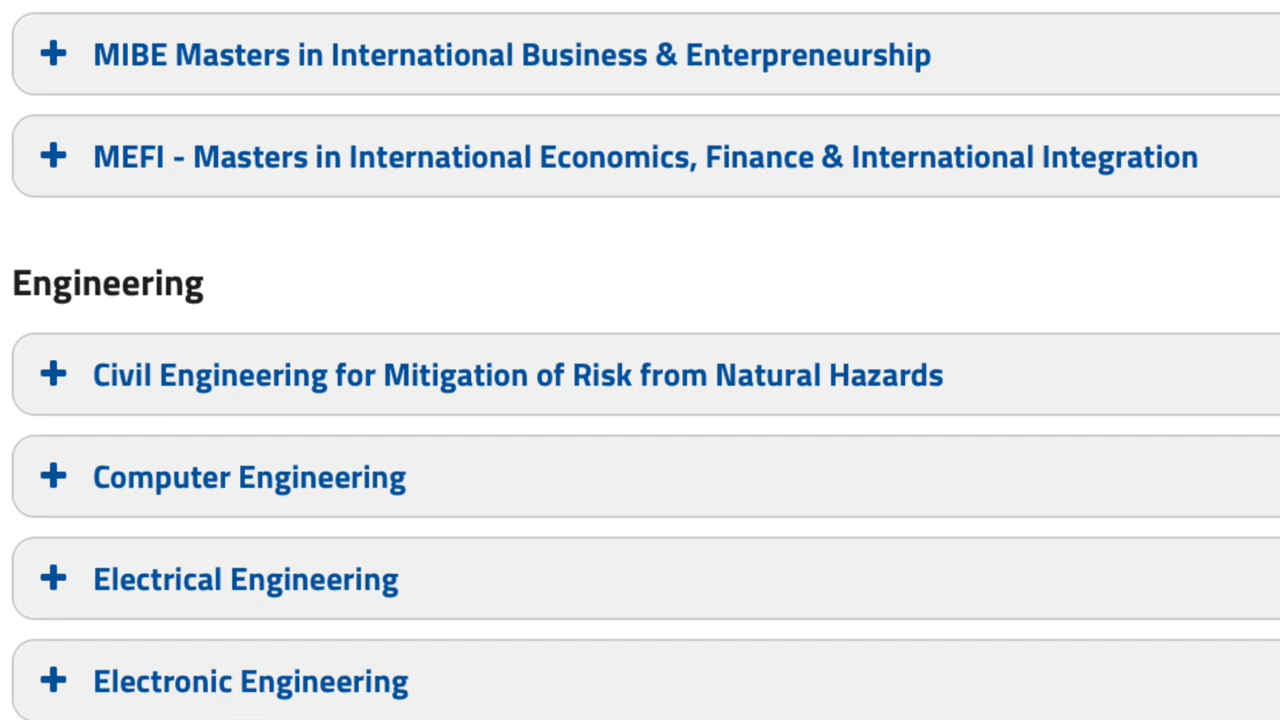 MIBE Masters in International Business & Enterpreneurship
MEFI - Masters in International Economics, Finance & International Integration
Engineering
Civil Engineering for Mitigation of Risk from Natural Hazards
Computer Engineering
Electrical Engineering
Electronic Engineering